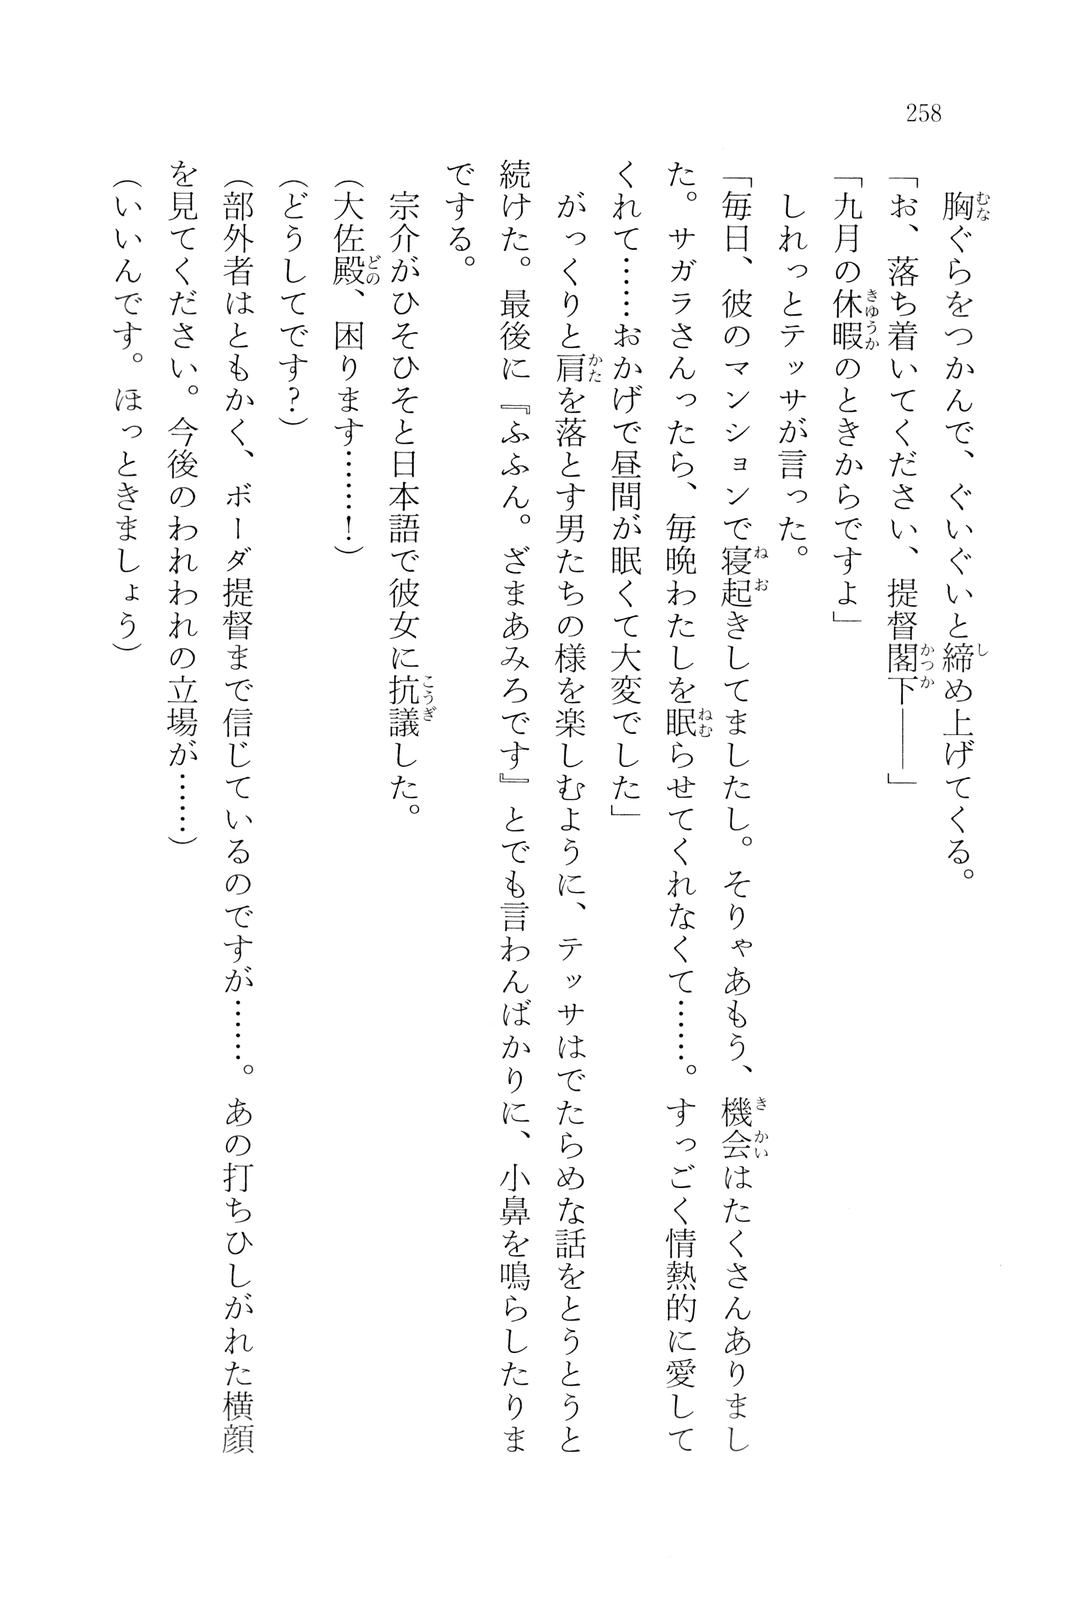 258
胸ぐらをつかんで、ぐいぐいと締め上げてくる。
「お、落ち着いてください、提督閣下――」
「九月の休暇のときからですよ」
しれっとテッサが言った。
「毎日、彼のマンションで寝起きしてましたし。そりゃあもう、機会はたくさんありまし
た。サガラさんったら、毎晩わたしを眠らせてくれなくて……。すっごく情熱的に愛して
くれて……おかげで昼間が眠くて大変でした」
がっくりと肩を落とす男たちの様を楽しむように、テッサはでたらめな話をとうとうと
続けた。最後に『ふふん。ざまあみろです』とでも言わんばかりに、小鼻を鳴らしたりま
でする。
宗介がひそひそと日本語で彼女に抗議した。
（大佐殿、困ります……！）
（どうしてです？）
（部外者はともかく、ボーダ提督まで信じているのですが……。あの打ちひしがれた横顔
を見てください。今後のわれわれの立場が……）
（いいんです。ほっときましょう）